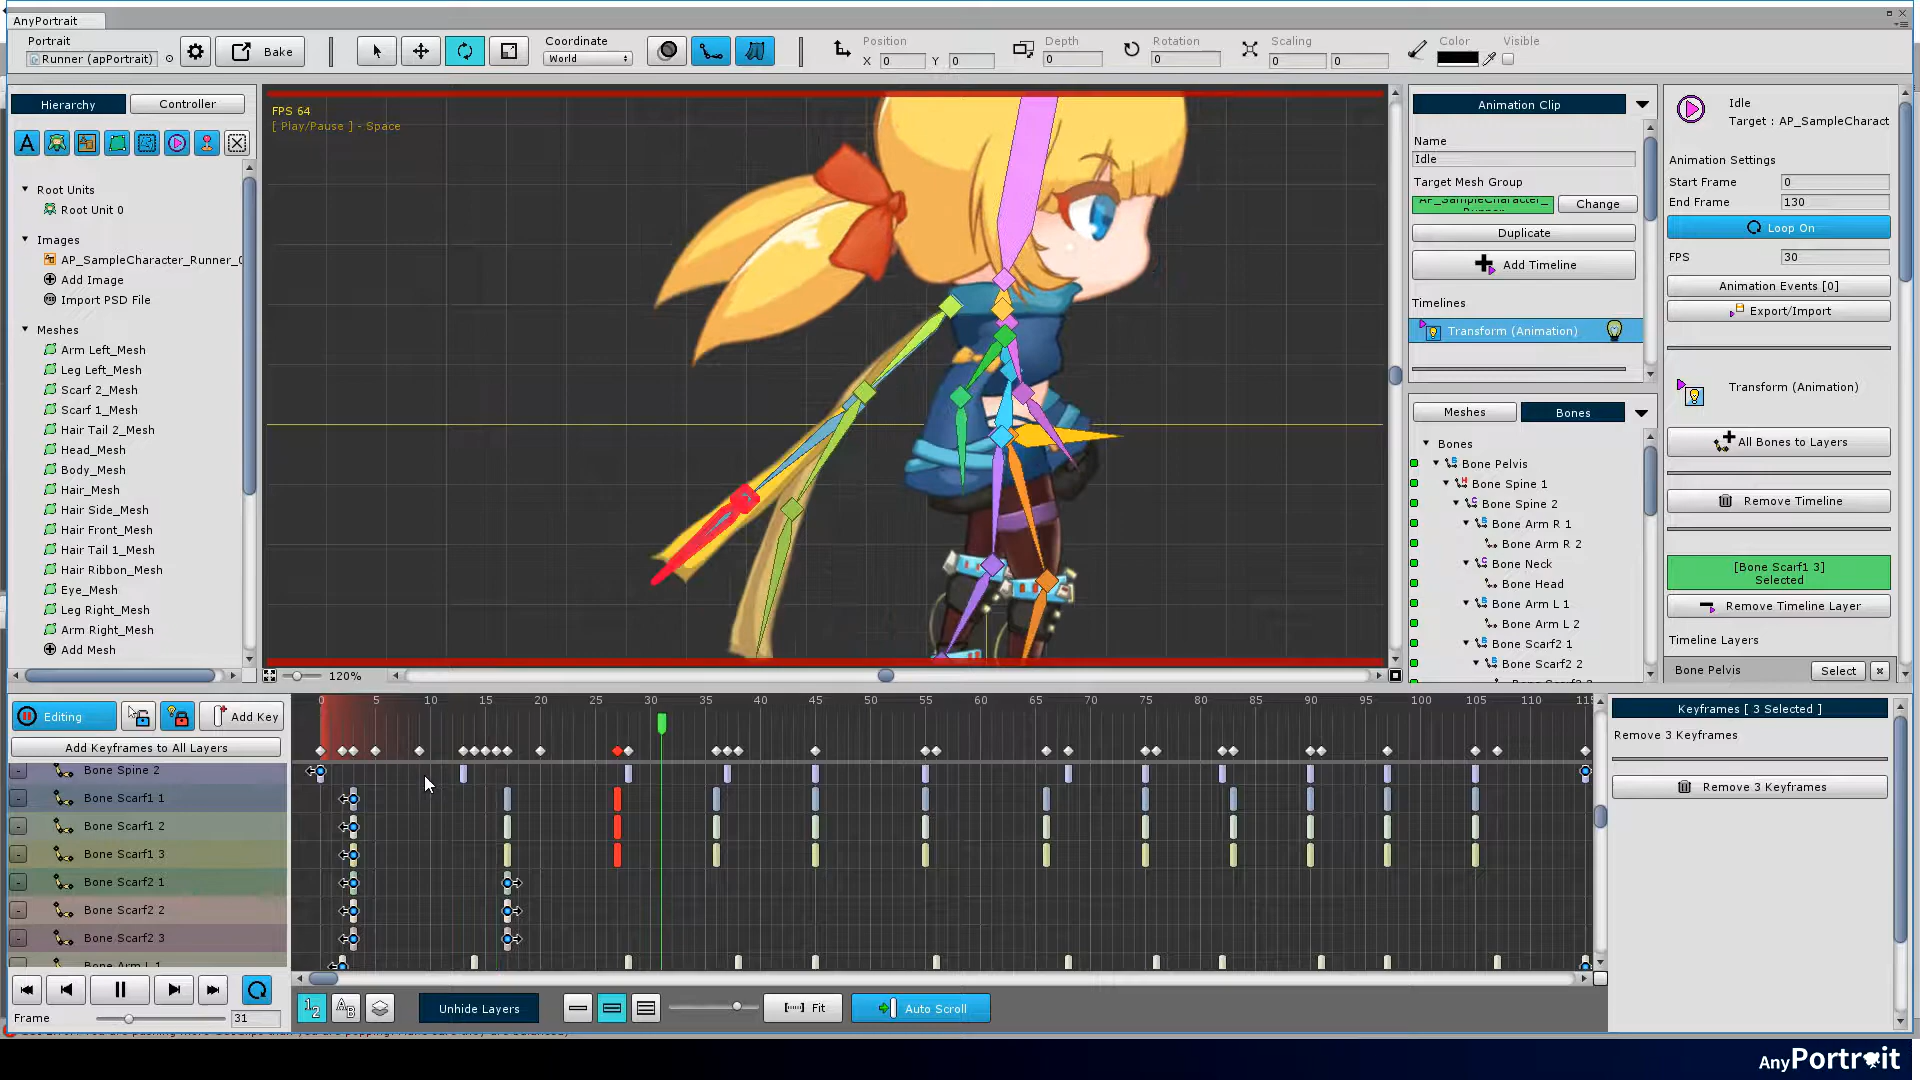 AnyPortrait
Portrait
Runner (apPortrait)
Bake
Coordinate
World
Position
X 0 Y 0
Depth
0
Rotation
0
Scaling
0 0
Color
Visible
Hierarchy
Controller
Root Units
Root Unit 0
Images
AP_SampleCharacter_Runner_0
Add Image
Import PSD File
Meshes
Arm Left_Mesh
Leg Left_Mesh
Scarf 2_Mesh
Scarf 1_Mesh
Hair Tail 2_Mesh
Head_Mesh
Body_Mesh
Hair_Mesh
Hair Side_Mesh
Hair Front_Mesh
Hair Tail 1_Mesh
Hair Ribbon_Mesh
Eye_Mesh
Leg Right_Mesh
Arm Right_Mesh
Add Mesh
FPS 64
[ Play/Pause ] - Space
120%
Animation Clip
Name
Idle
Target Mesh Group
AP_SampleCharacter_
Change
Duplicate
Add Timeline
Timelines
Transform (Animation)
Meshes
Bones
Bones
Bone Pelvis
Bone Spine 1
Bone Spine 2
Bone Arm R 1
Bone Arm R 2
Bone Neck
Bone Head
Bone Arm L 1
Bone Arm L 2
Bone Scarf2 1
Bone Scarf2 2
Idle
Target : AP_SampleCharact
Animation Settings
Start Frame 0
End Frame 130
Loop On
FPS 30
Animation Events [0]
Export/Import
Transform (Animation)
All Bones to Layers
Remove Timeline
[Bone Scarf1 3]
Selected
Remove Timeline Layer
Timeline Layers
Bone Pelvis Select
Editing
Add Key
Add Keyframes to All Layers
0 5 10 15 20 25 30 35 40 45 50 55 60 65 70 75 80 85 90 95 100 105 110 115
Bone Spine 2
Bone Scarf1 1
Bone Scarf1 2
Bone Scarf1 3
Bone Scarf2 1
Bone Scarf2 2
Bone Scarf2 3
Bone Arm L 1
Frame 31
Unhide Layers
Fit
Auto Scroll
Keyframes [ 3 Selected ]
Remove 3 Keyframes
Remove 3 Keyframes
AnyPortrait